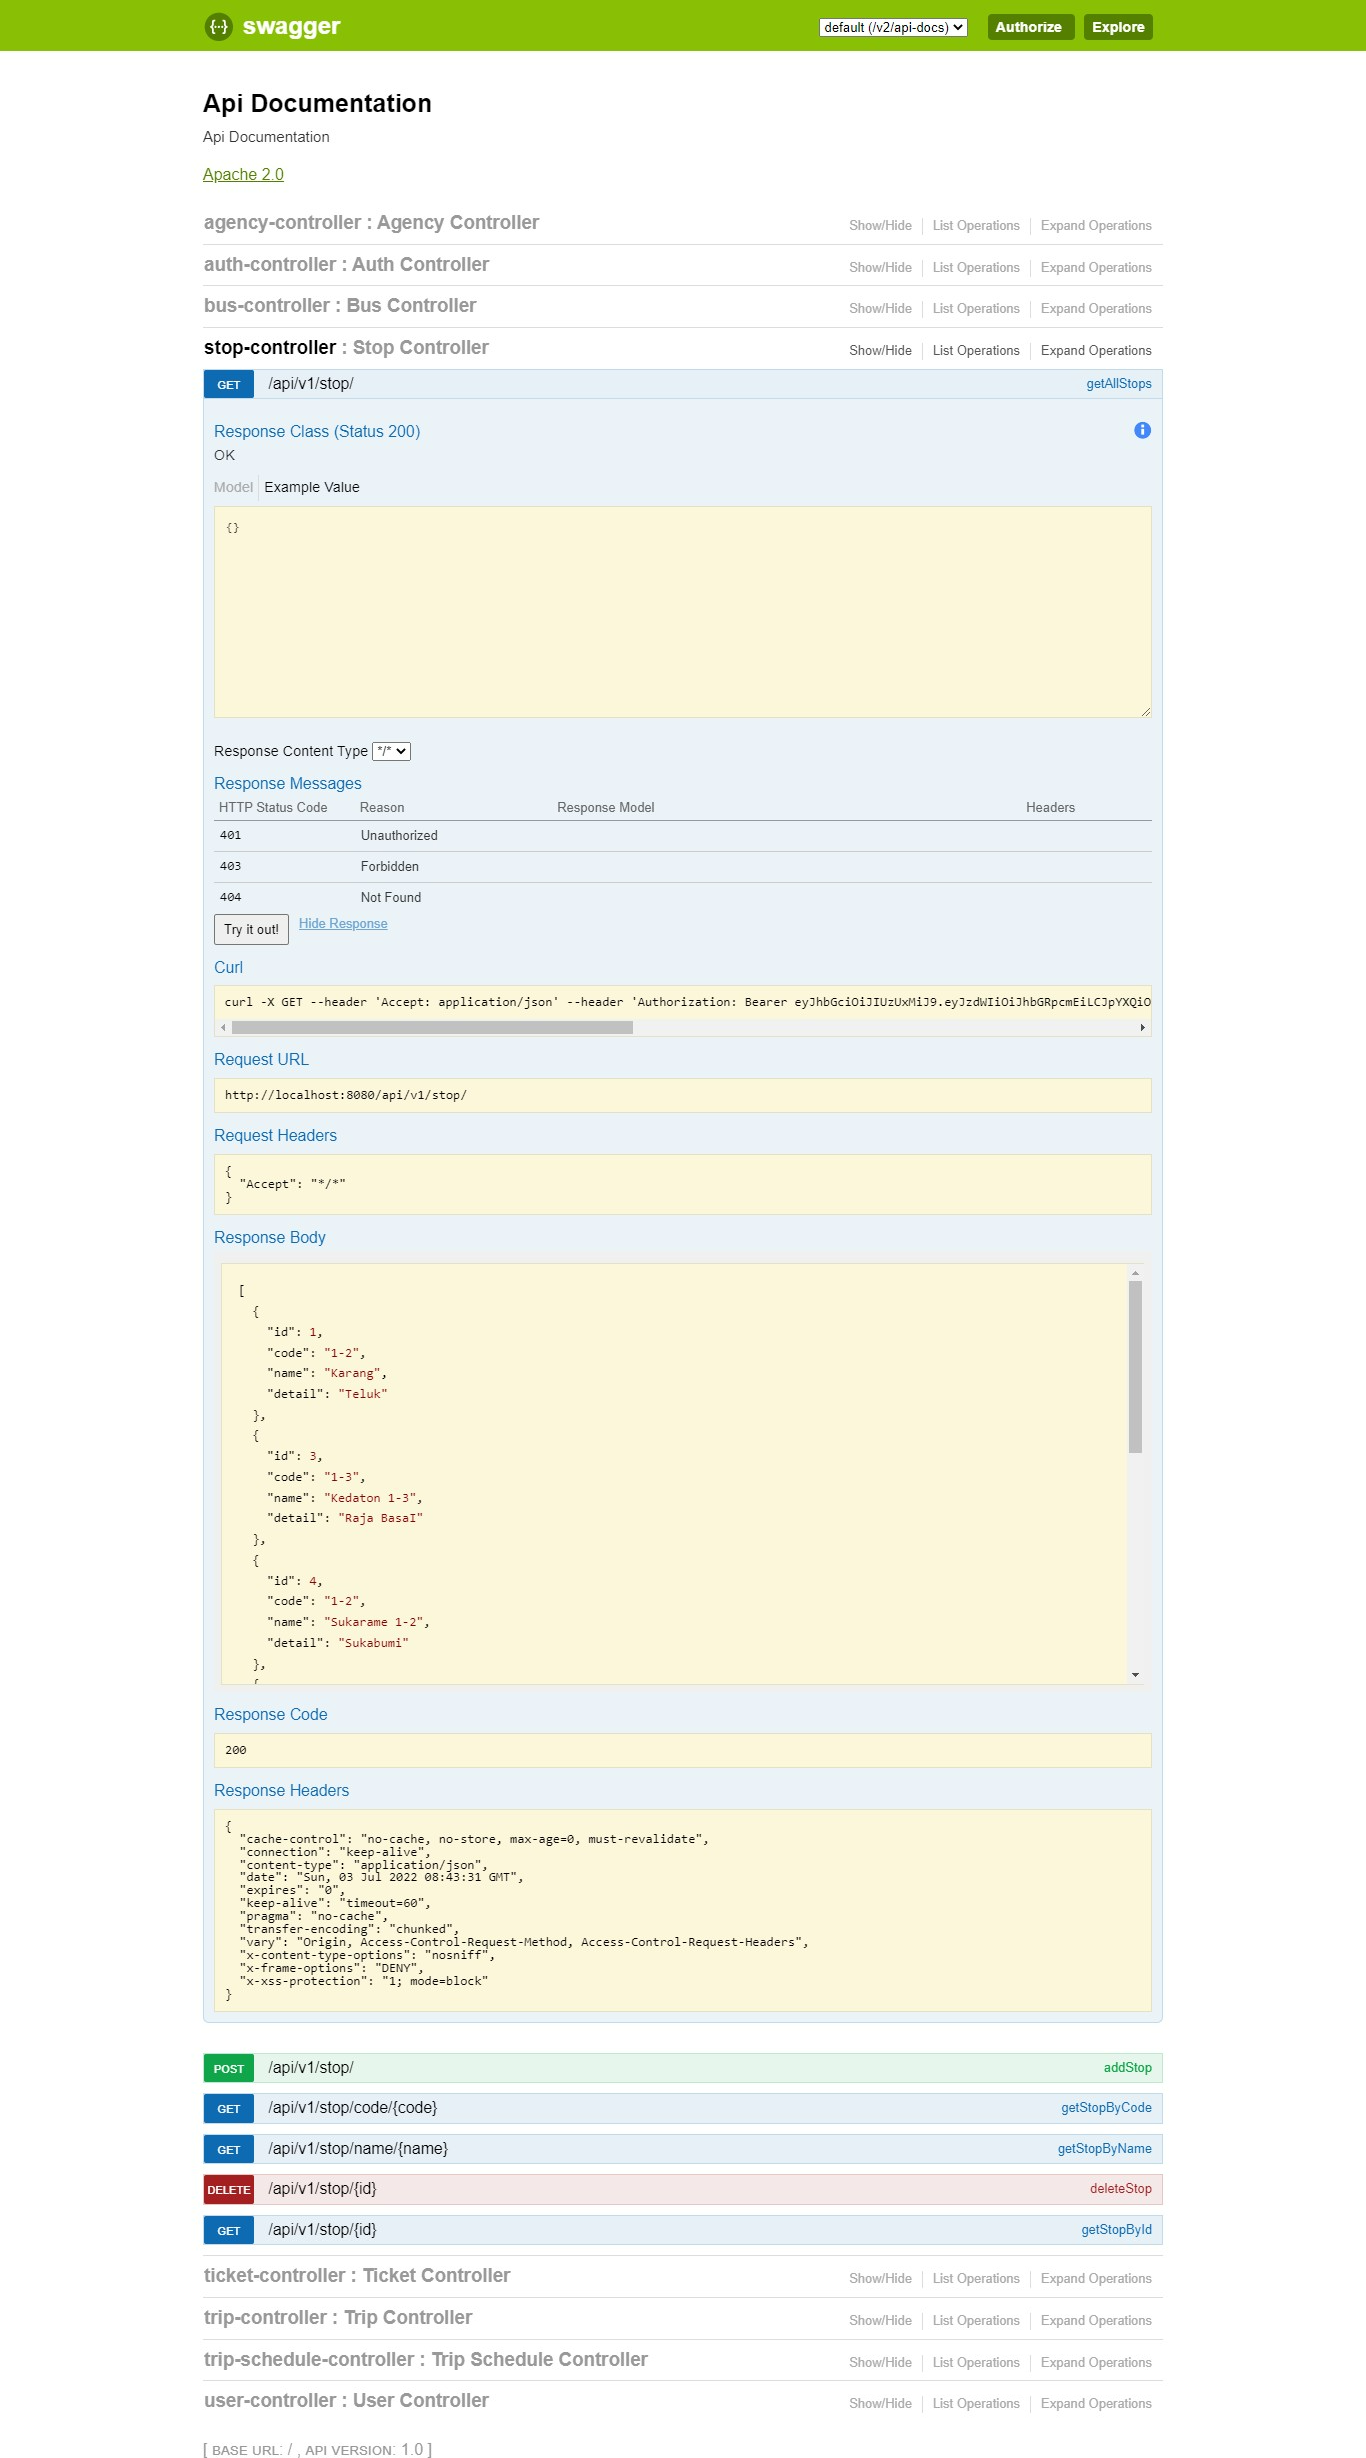 swagger
default (/v2/api-docs)
Authorize
Explore
Api Documentation
Api Documentation
Apache 2.0
agency-controller : Agency Controller
Show/Hide
List Operations
Expand Operations
auth-controller : Auth Controller
Show/Hide
List Operations
Expand Operations
bus-controller : Bus Controller
Show/Hide
List Operations
Expand Operations
stop-controller : Stop Controller
Show/Hide
List Operations
Expand Operations
GET /api/v1/stop/
getAllStops
Response Class (Status 200)
OK
Model Example Value
{}
Response Content Type */*
Response Messages
HTTP Status Code Reason Response Model Headers
401 Unauthorized
403 Forbidden
404 Not Found
Try it out! Hide Response
Curl
curl -X GET --header 'Accept: application/json' --header 'Authorization: Bearer eyJhbGciOiJIUzUxMiJ9.eyJzdWIiOiJhbGRpcmEiLCJpYXQiO
Request URL
http://localhost:8080/api/v1/stop/
Request Headers
{
  "Accept": "*/*"
}
Response Body
[
  {
    "id": 1,
    "code": "1-2",
    "name": "Karang",
    "detail": "Teluk"
  },
  {
    "id": 3,
    "code": "1-3",
    "name": "Kedaton 1-3",
    "detail": "Raja BasaI"
  },
  {
    "id": 4,
    "code": "1-2",
    "name": "Sukarame 1-2",
    "detail": "Sukabumi"
  },
  {
Response Code
200
Response Headers
{
  "cache-control": "no-cache, no-store, max-age=0, must-revalidate",
  "connection": "keep-alive",
  "content-type": "application/json",
  "date": "Sun, 03 Jul 2022 08:43:31 GMT",
  "expires": "0",
  "keep-alive": "timeout=60",
  "pragma": "no-cache",
  "transfer-encoding": "chunked",
  "vary": "Origin, Access-Control-Request-Method, Access-Control-Request-Headers",
  "x-content-type-options": "nosniff",
  "x-frame-options": "DENY",
  "x-xss-protection": "1; mode=block"
}
POST /api/v1/stop/
addStop
GET /api/v1/stop/code/{code}
getStopByCode
GET /api/v1/stop/name/{name}
getStopByName
DELETE /api/v1/stop/{id}
deleteStop
GET /api/v1/stop/{id}
getStopById
ticket-controller : Ticket Controller
Show/Hide
List Operations
Expand Operations
trip-controller : Trip Controller
Show/Hide
List Operations
Expand Operations
trip-schedule-controller : Trip Schedule Controller
Show/Hide
List Operations
Expand Operations
user-controller : User Controller
Show/Hide
List Operations
Expand Operations
[ BASE URL: / , API VERSION: 1.0 ]